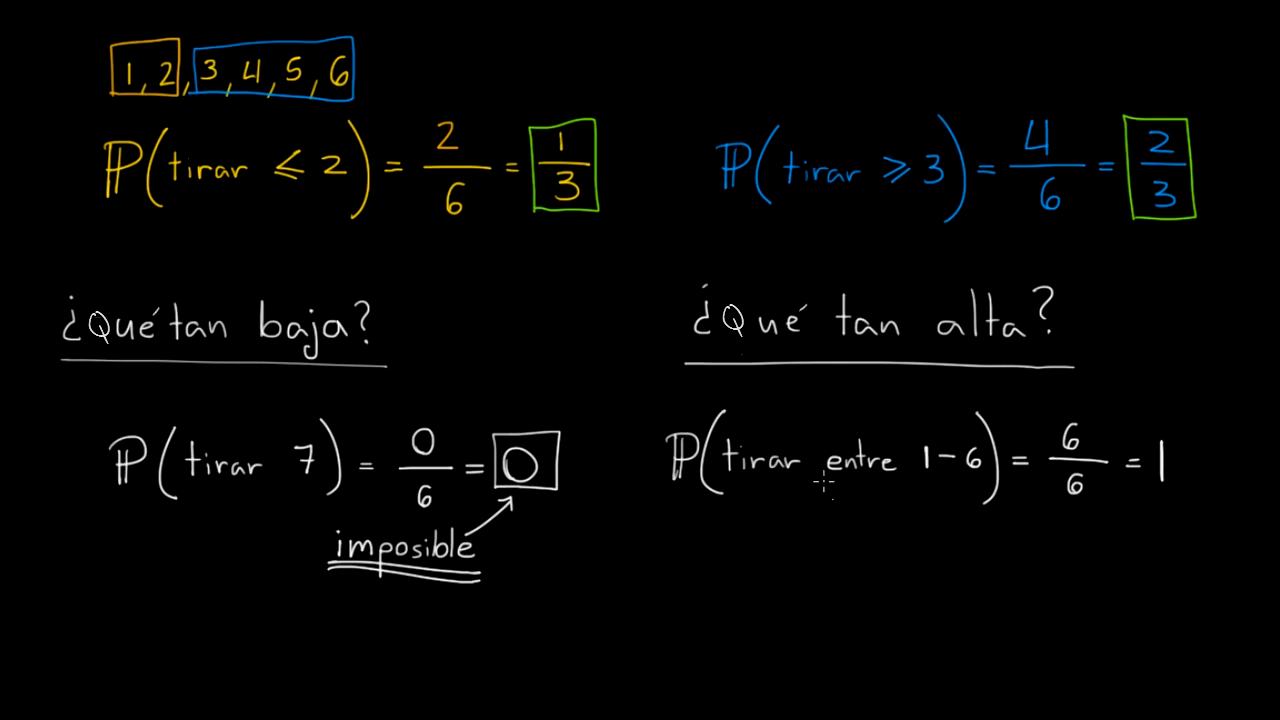 1, 2, 3, 4, 5, 6
ℙ(tirar ≤ 2) = 2/6 = 1/3
ℙ(tirar ≥ 3) = 4/6 = 2/3
¿Qué tan baja?
¿Qué tan alta?
ℙ(tirar 7) = 0/6 = 0
imposible
ℙ(tirar entre 1-6) = 6/6 = 1